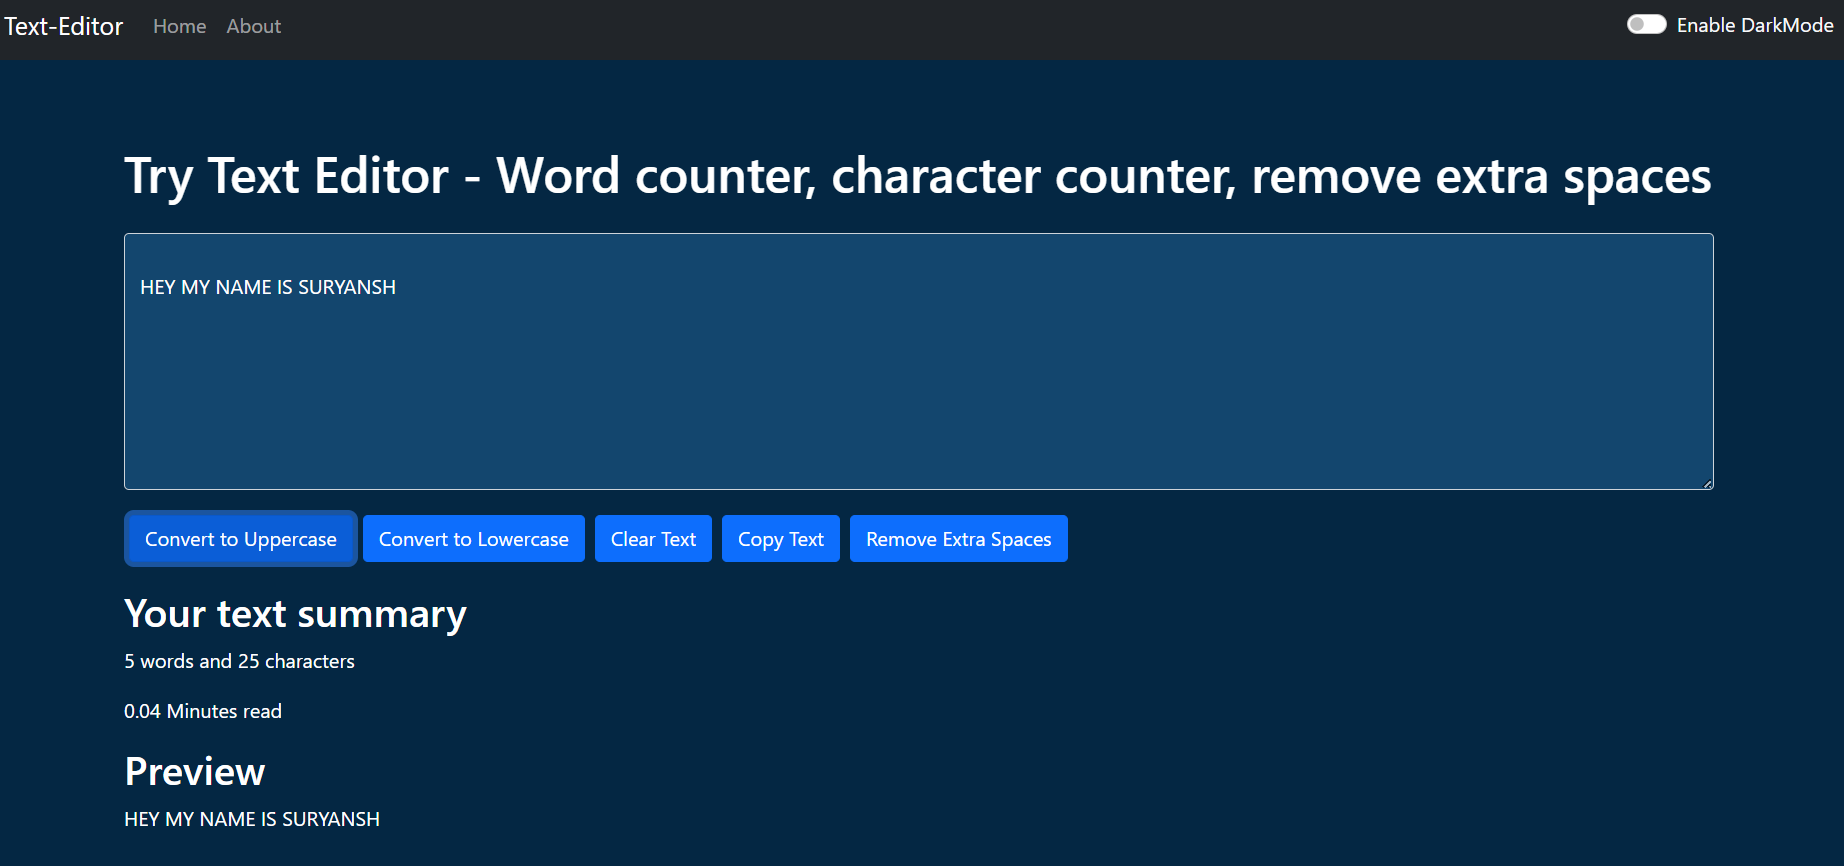 Text-Editor Home About Enable DarkMode
Try Text Editor - Word counter, character counter, remove extra spaces
HEY MY NAME IS SURYANSH
Convert to Uppercase Convert to Lowercase Clear Text Copy Text Remove Extra Spaces
Your text summary
5 words and 25 characters
0.04 Minutes read
Preview
HEY MY NAME IS SURYANSH